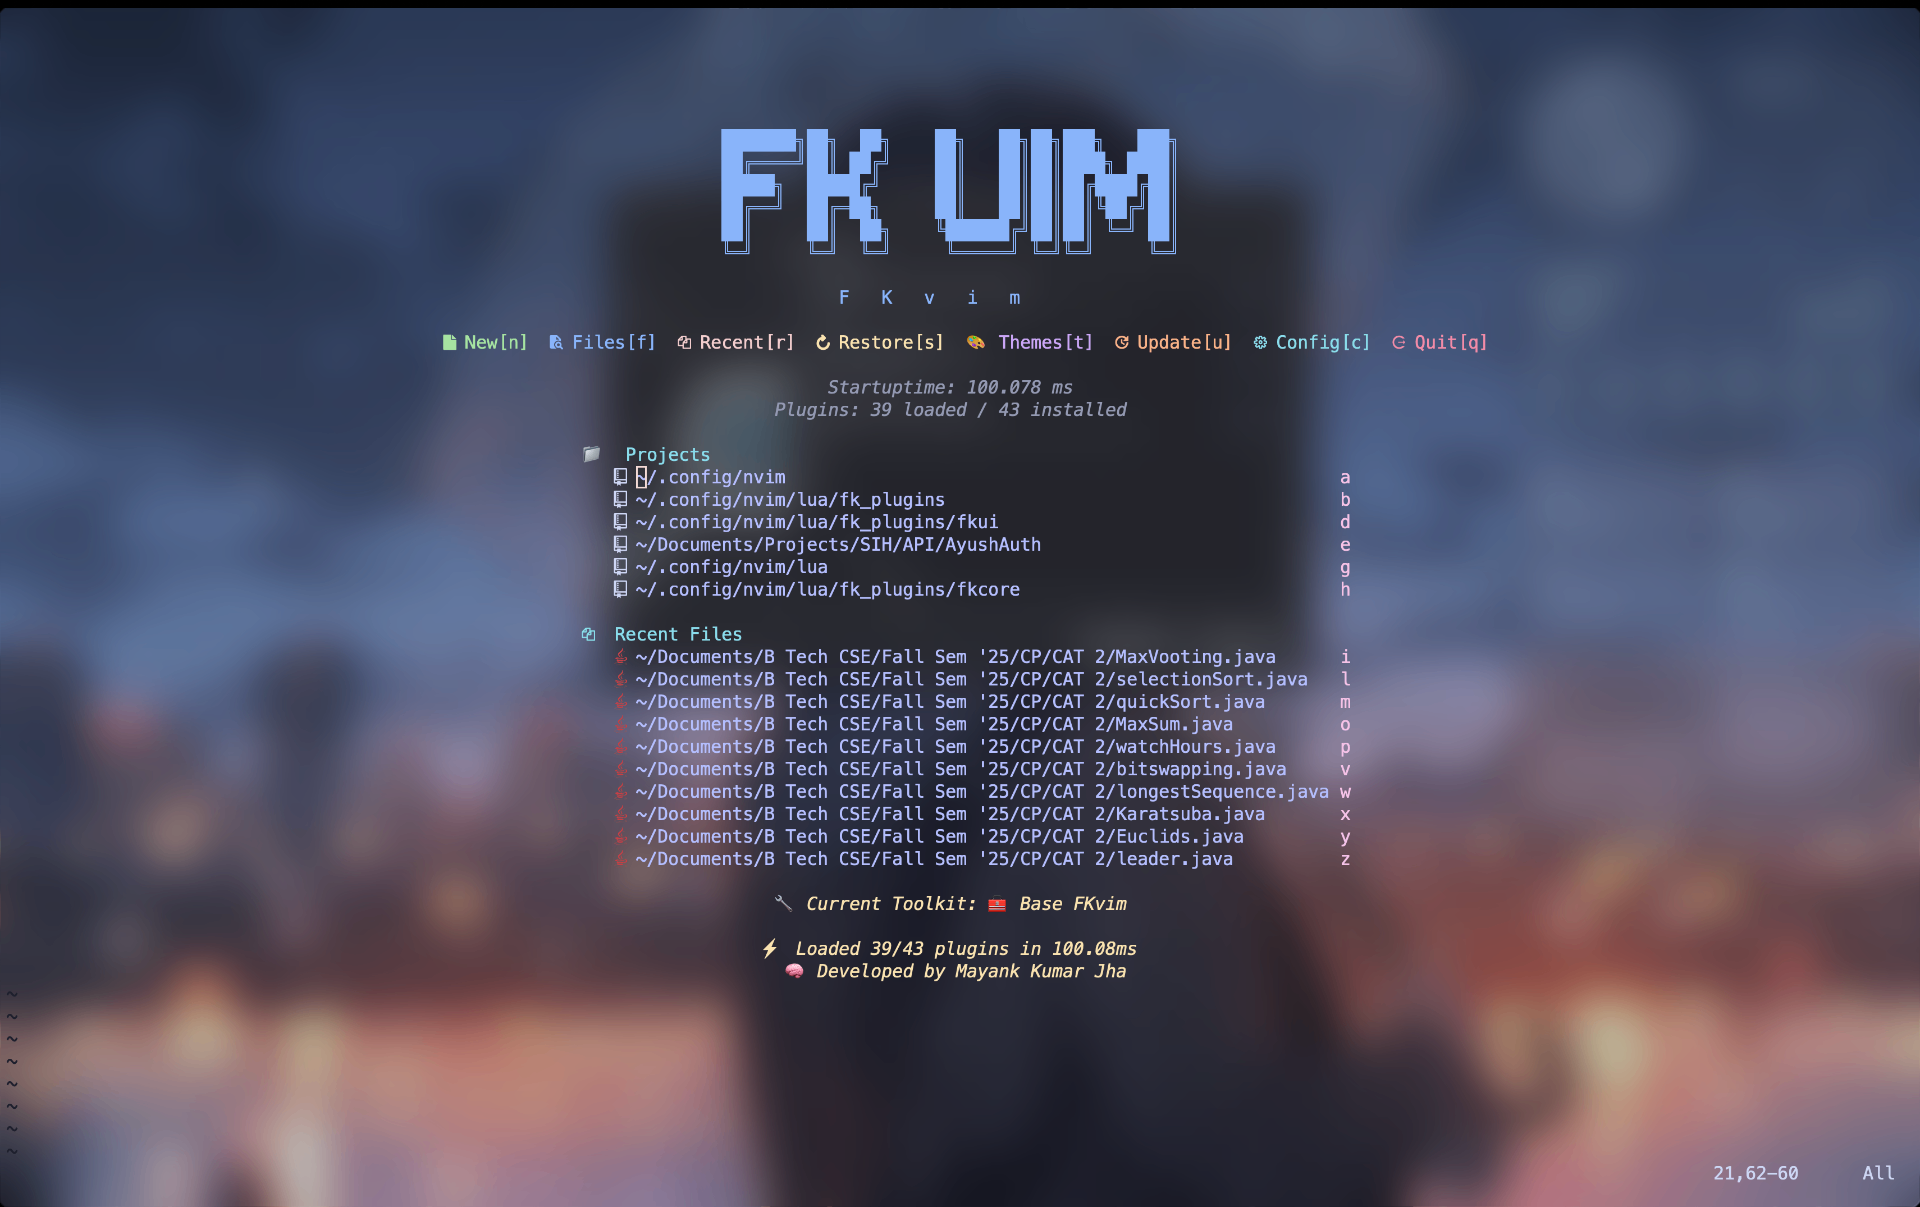 FK VIM
F K v i m
New[n] Files[f] Recent[r] Restore[s] Themes[t] Update[u] Config[c] Quit[q]
Startuptime: 100.078 ms
Plugins: 39 loaded / 43 installed
Projects
~/.config/nvim a
~/.config/nvim/lua/fk_plugins b
~/.config/nvim/lua/fk_plugins/fkui d
~/Documents/Projects/SIH/API/AyushAuth e
~/.config/nvim/lua g
~/.config/nvim/lua/fk_plugins/fkcore h
Recent Files
~/Documents/B Tech CSE/Fall Sem '25/CP/CAT 2/MaxVooting.java i
~/Documents/B Tech CSE/Fall Sem '25/CP/CAT 2/selectionSort.java l
~/Documents/B Tech CSE/Fall Sem '25/CP/CAT 2/quickSort.java m
~/Documents/B Tech CSE/Fall Sem '25/CP/CAT 2/MaxSum.java o
~/Documents/B Tech CSE/Fall Sem '25/CP/CAT 2/watchHours.java p
~/Documents/B Tech CSE/Fall Sem '25/CP/CAT 2/bitswapping.java v
~/Documents/B Tech CSE/Fall Sem '25/CP/CAT 2/longestSequence.java w
~/Documents/B Tech CSE/Fall Sem '25/CP/CAT 2/Karatsuba.java x
~/Documents/B Tech CSE/Fall Sem '25/CP/CAT 2/Euclids.java y
~/Documents/B Tech CSE/Fall Sem '25/CP/CAT 2/leader.java z
Current Toolkit: Base FKvim
Loaded 39/43 plugins in 100.08ms
Developed by Mayank Kumar Jha
~
~
~
~
~
~
~
~
21,62-60 All